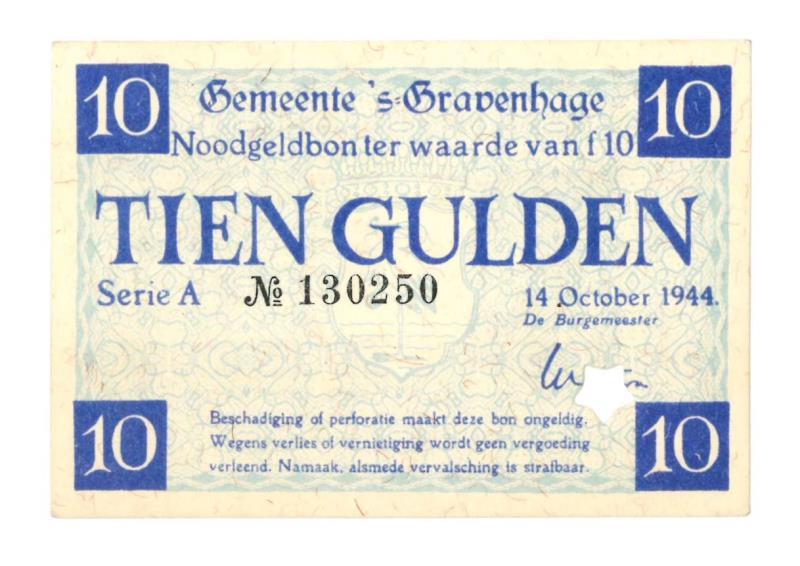 10 Gemeente 's=Gravenhage 10
Noodgeldbon ter waarde van f 10
TIEN GULDEN
Serie A № 130250 14 October 1944.
De Burgemeester
Beschadiging of perforatie maakt deze bon ongeldig.
Wegens verlies of vernietiging wordt geen vergoeding
verleend. Namaak, alsmede vervalsching is strafbaar.
10 10